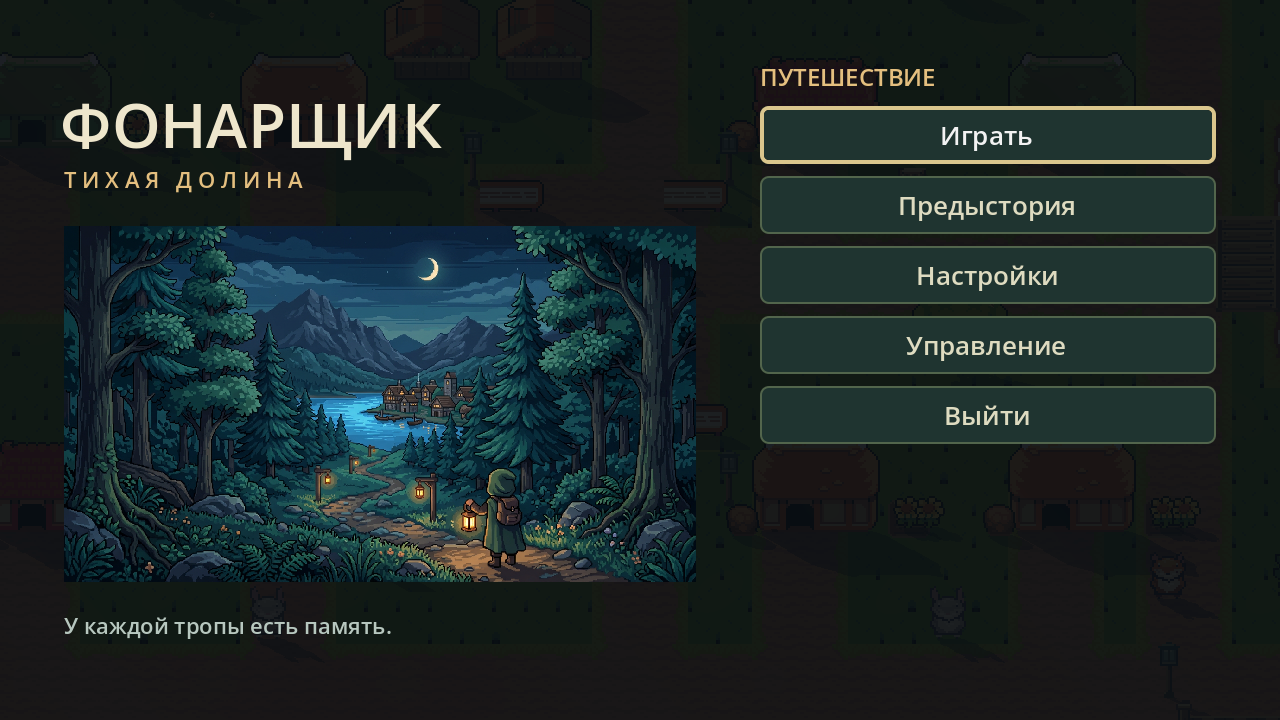 ФОНАРЩИК
ТИХАЯ ДОЛИНА
У каждой тропы есть память.
ПУТЕШЕСТВИЕ
Играть
Предыстория
Настройки
Управление
Выйти